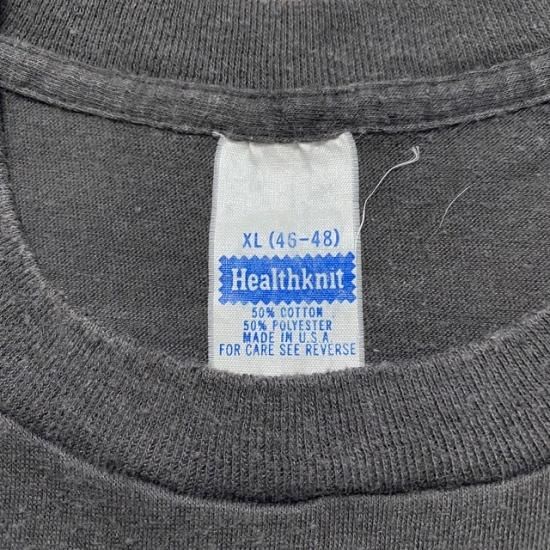 XL (46-48)
Healthknit
50% COTTON
50% POLYESTER
MADE IN U.S.A.
FOR CARE SEE REVERSE